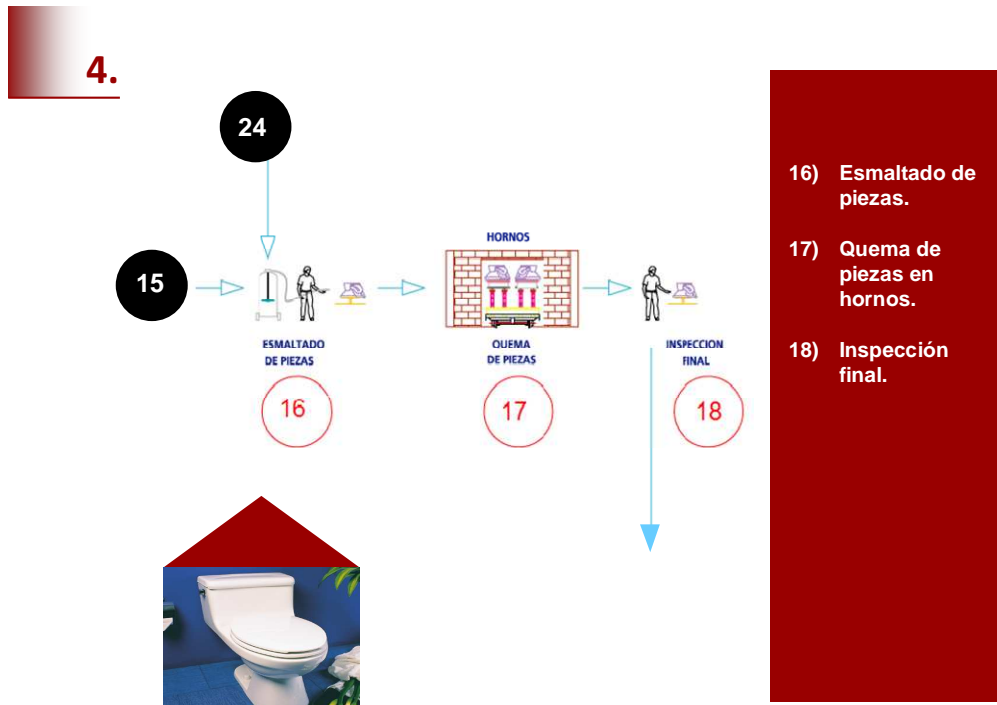 4.
24
15
HORNOS
ESMALTADO
DE PIEZAS
QUEMA
DE PIEZAS
INSPECCION
FINAL
16
17
18
16) Esmaltado de
piezas.
17) Quema de
piezas en
hornos.
18) Inspección
final.